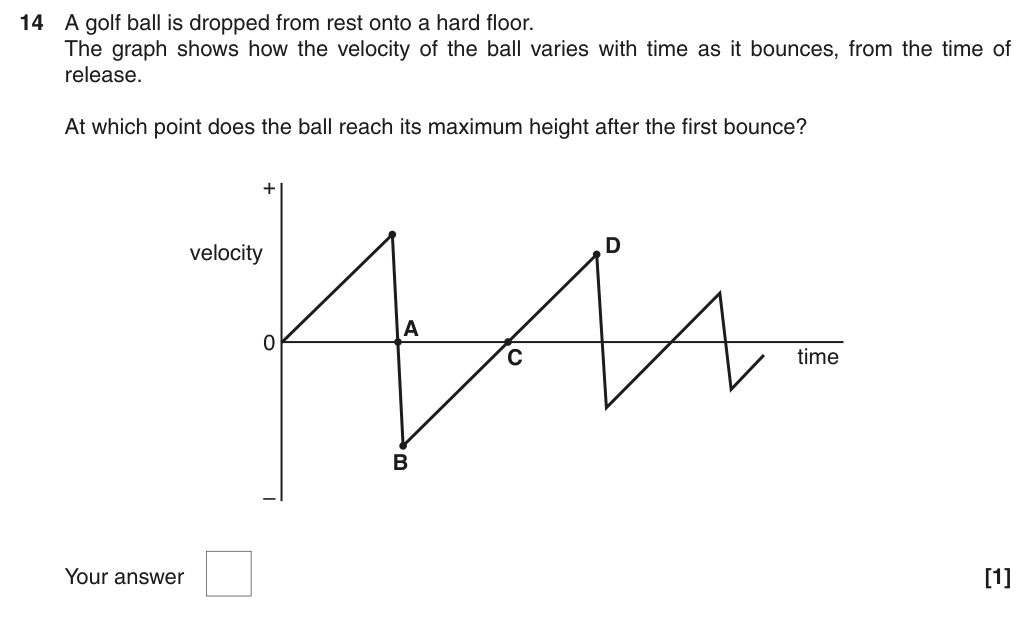 14 A golf ball is dropped from rest onto a hard floor.
The graph shows how the velocity of the ball varies with time as it bounces, from the time of
release.
At which point does the ball reach its maximum height after the first bounce?
+
velocity
D
A
0
C
time
B
–
Your answer
[1]